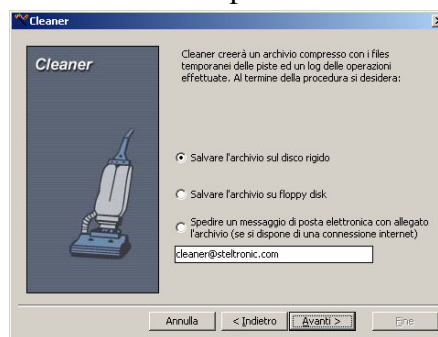 Cleaner
Cleaner
Cleaner creerà un archivio compresso con i files
temporanei delle piste ed un log delle operazioni
effettuate. Al termine della procedura si desidera:
Salvare l'archivio sul disco rigido
Salvare l'archivio su floppy disk
Spedire un messaggio di posta elettronica con allegato
l'archivio (se si dispone di una connessione internet)
cleaner@steltronic.com
Annulla < Indietro Avanti > Fine